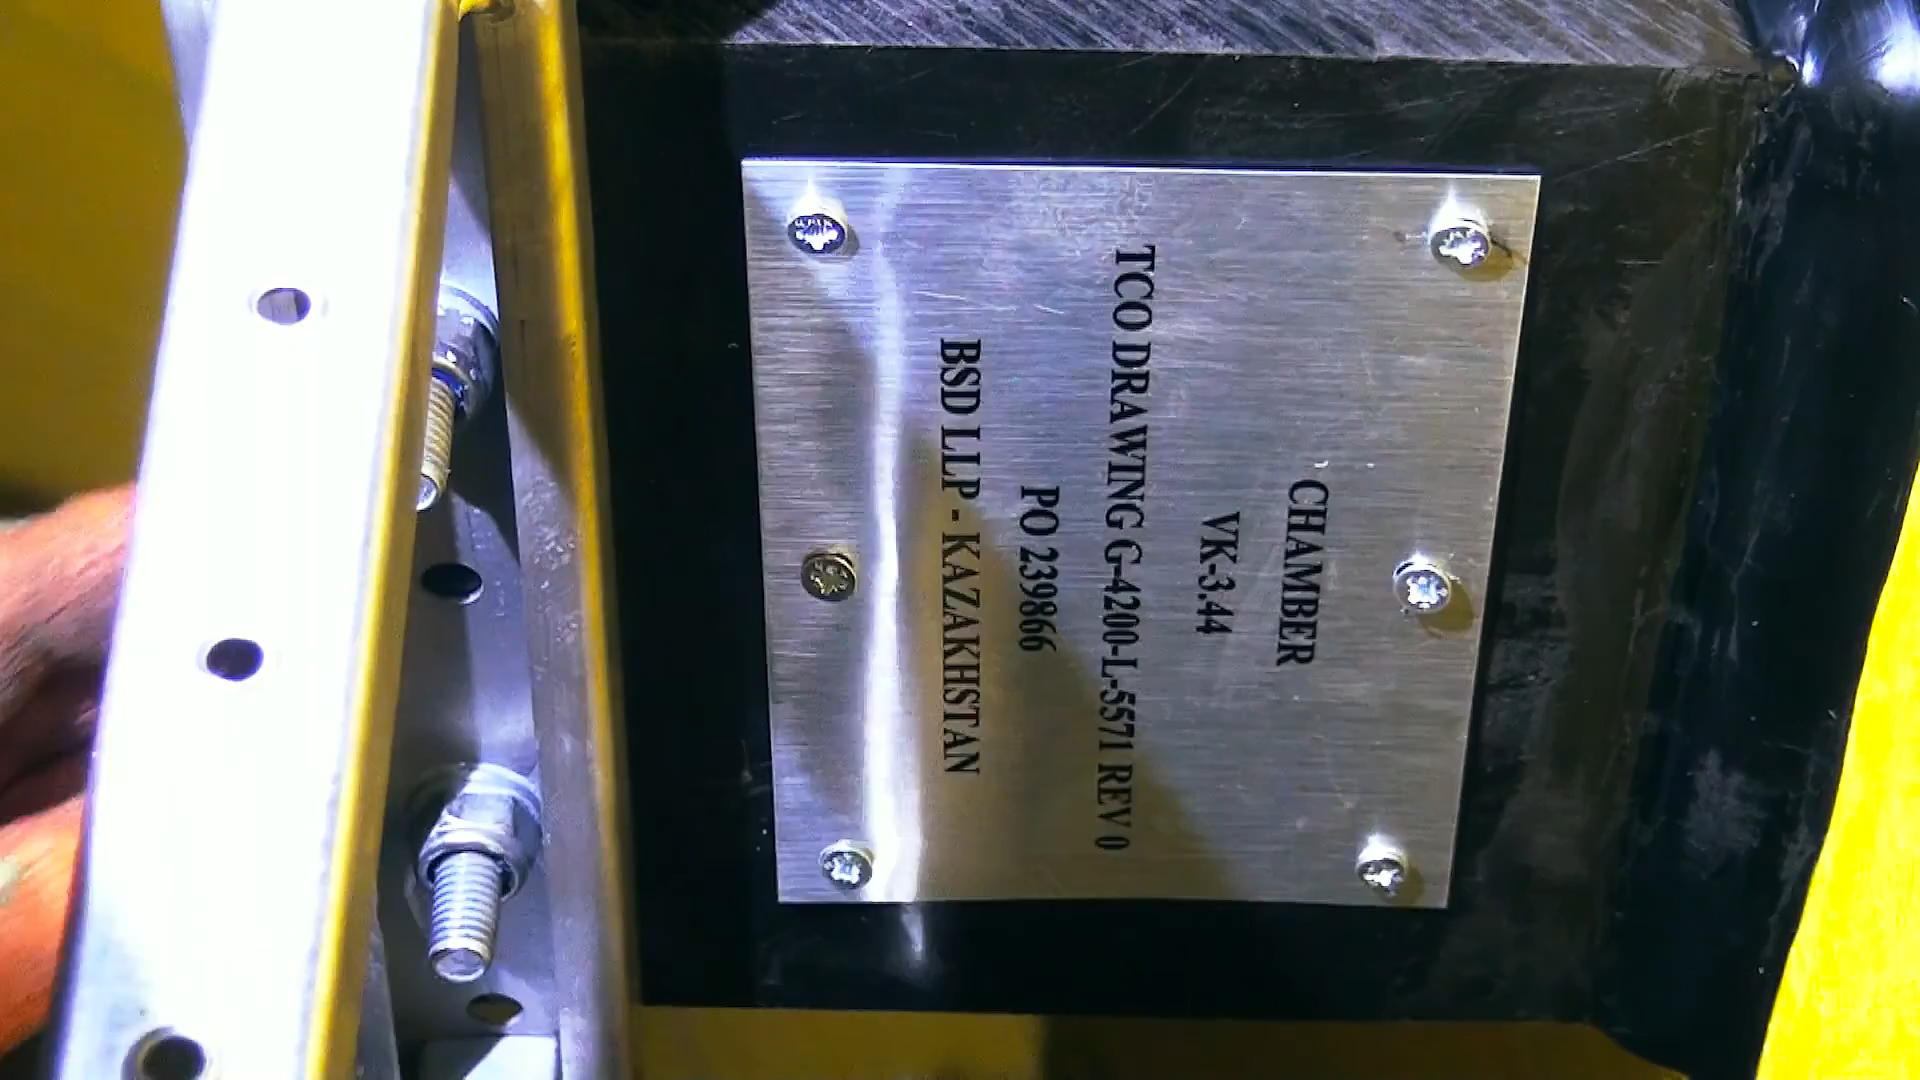 CHAMBER
VK-3.44
TCO DRAWING G-4200-L-5571 REV 0
PO 239866
BSD LLP - KAZAKHSTAN